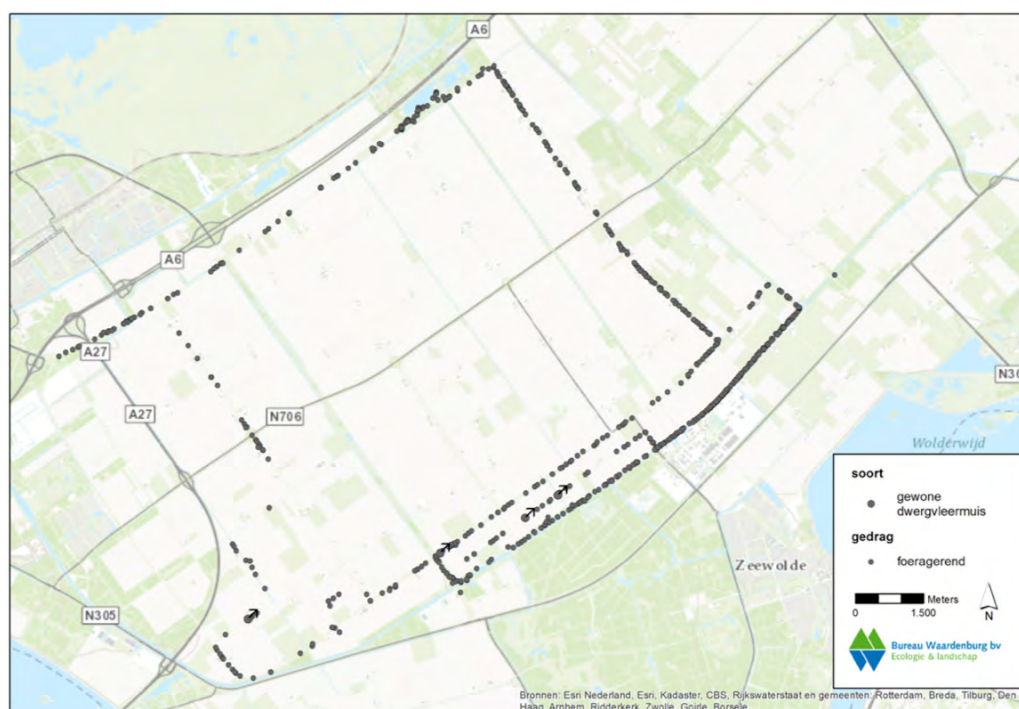 A6
A6
A27
A27
N706
N305
Wolderwijd
Zeewolde
soort
gewone
dwergvleermuis
gedrag
foeragerend
Meters
0 1.500
N
Bureau Waardenburg bv
Ecologie & landschap
Bronnen: Esri Nederland, Esri, Kadaster, CBS, Rijkswaterstaat en gemeenten: Rotterdam, Breda, Tilburg, Den
Haag, Arnhem, Ridderkerk, Zwolle, Goirle, Borsele